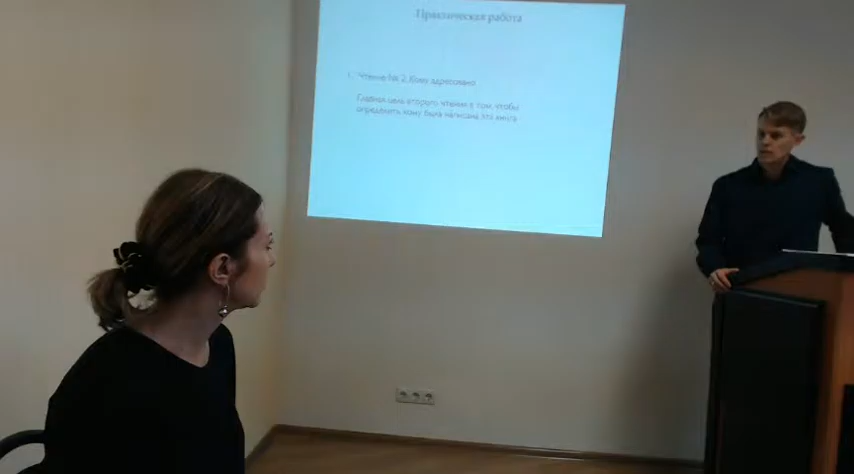 Практическая работа
1. Чтение № 2. Кому адресовано
Главная цель второго чтения в том, чтобы
определить кому была написана эта книга